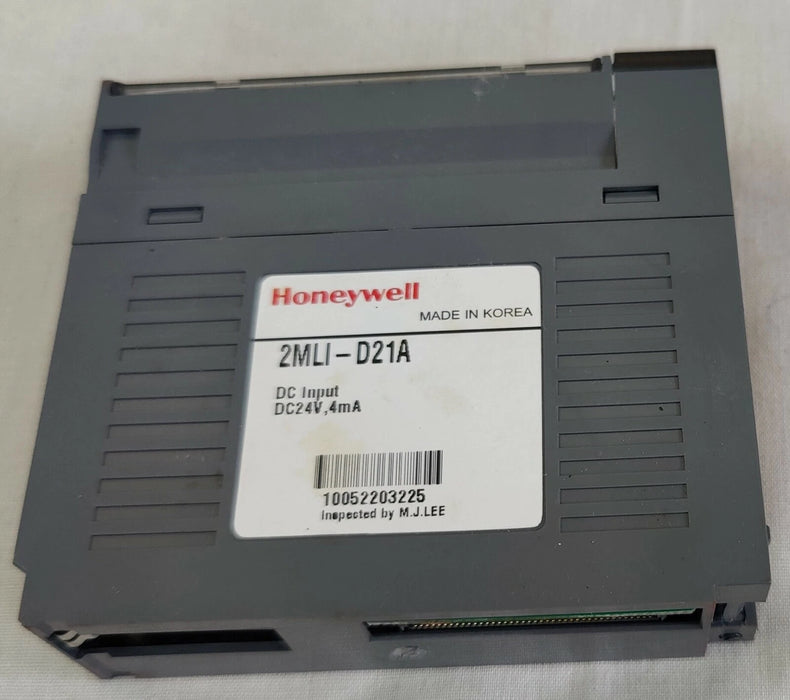 Honeywell
MADE IN KOREA
2MLI-D21A
DC Input
DC24V,4mA
10052203225
Inspected by M.J.LEE